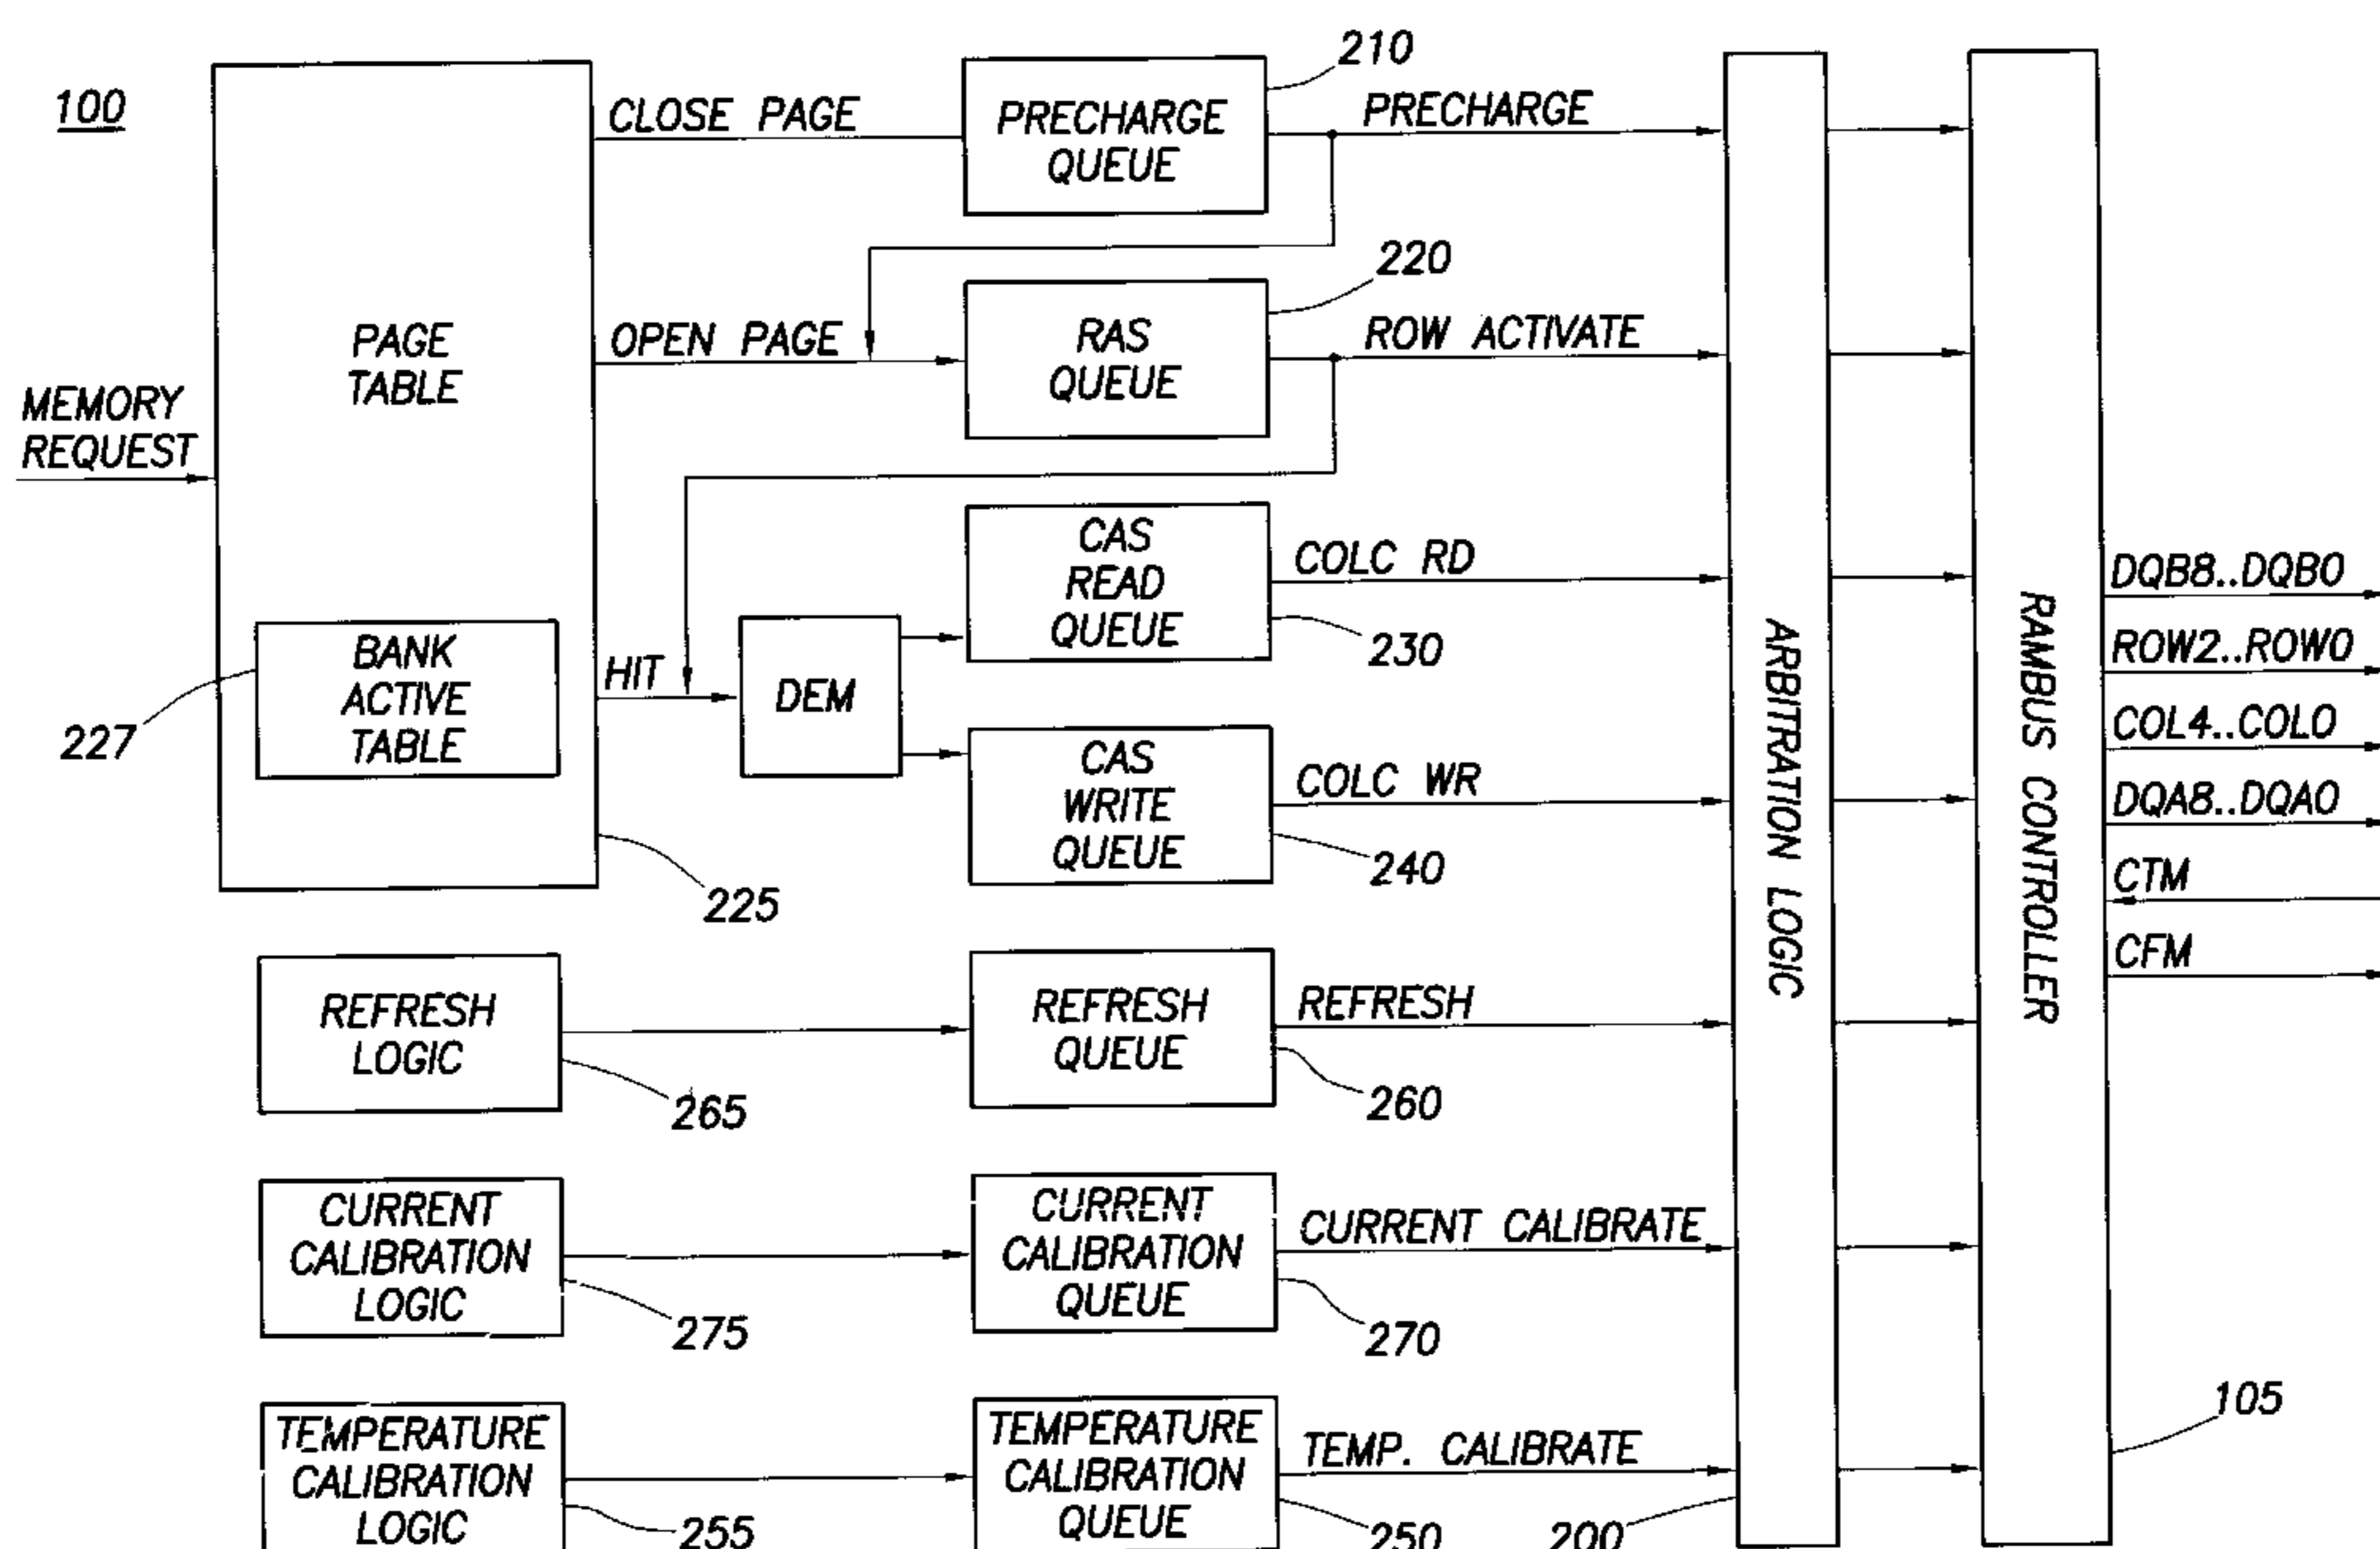 100
MEMORY
REQUEST
PAGE
TABLE
BANK
ACTIVE
TABLE
227
225
CLOSE PAGE
OPEN PAGE
HIT
DEM
PRECHARGE
QUEUE
210
PRECHARGE
RAS
QUEUE
220
ROW ACTIVATE
CAS
READ
QUEUE
230
COLC RD
CAS
WRITE
QUEUE
240
COLC WR
REFRESH
LOGIC
265
REFRESH
QUEUE
260
REFRESH
CURRENT
CALIBRATION
LOGIC
275
CURRENT
CALIBRATION
QUEUE
270
CURRENT CALIBRATE
TEMPERATURE
CALIBRATION
LOGIC
255
TEMPERATURE
CALIBRATION
QUEUE
250
TEMP. CALIBRATE
200
ARBITRATION LOGIC
RAMBUS CONTROLLER
105
DQB8..DQB0
ROW2..ROW0
COL4..COL0
DQA8..DQA0
CTM
CFM